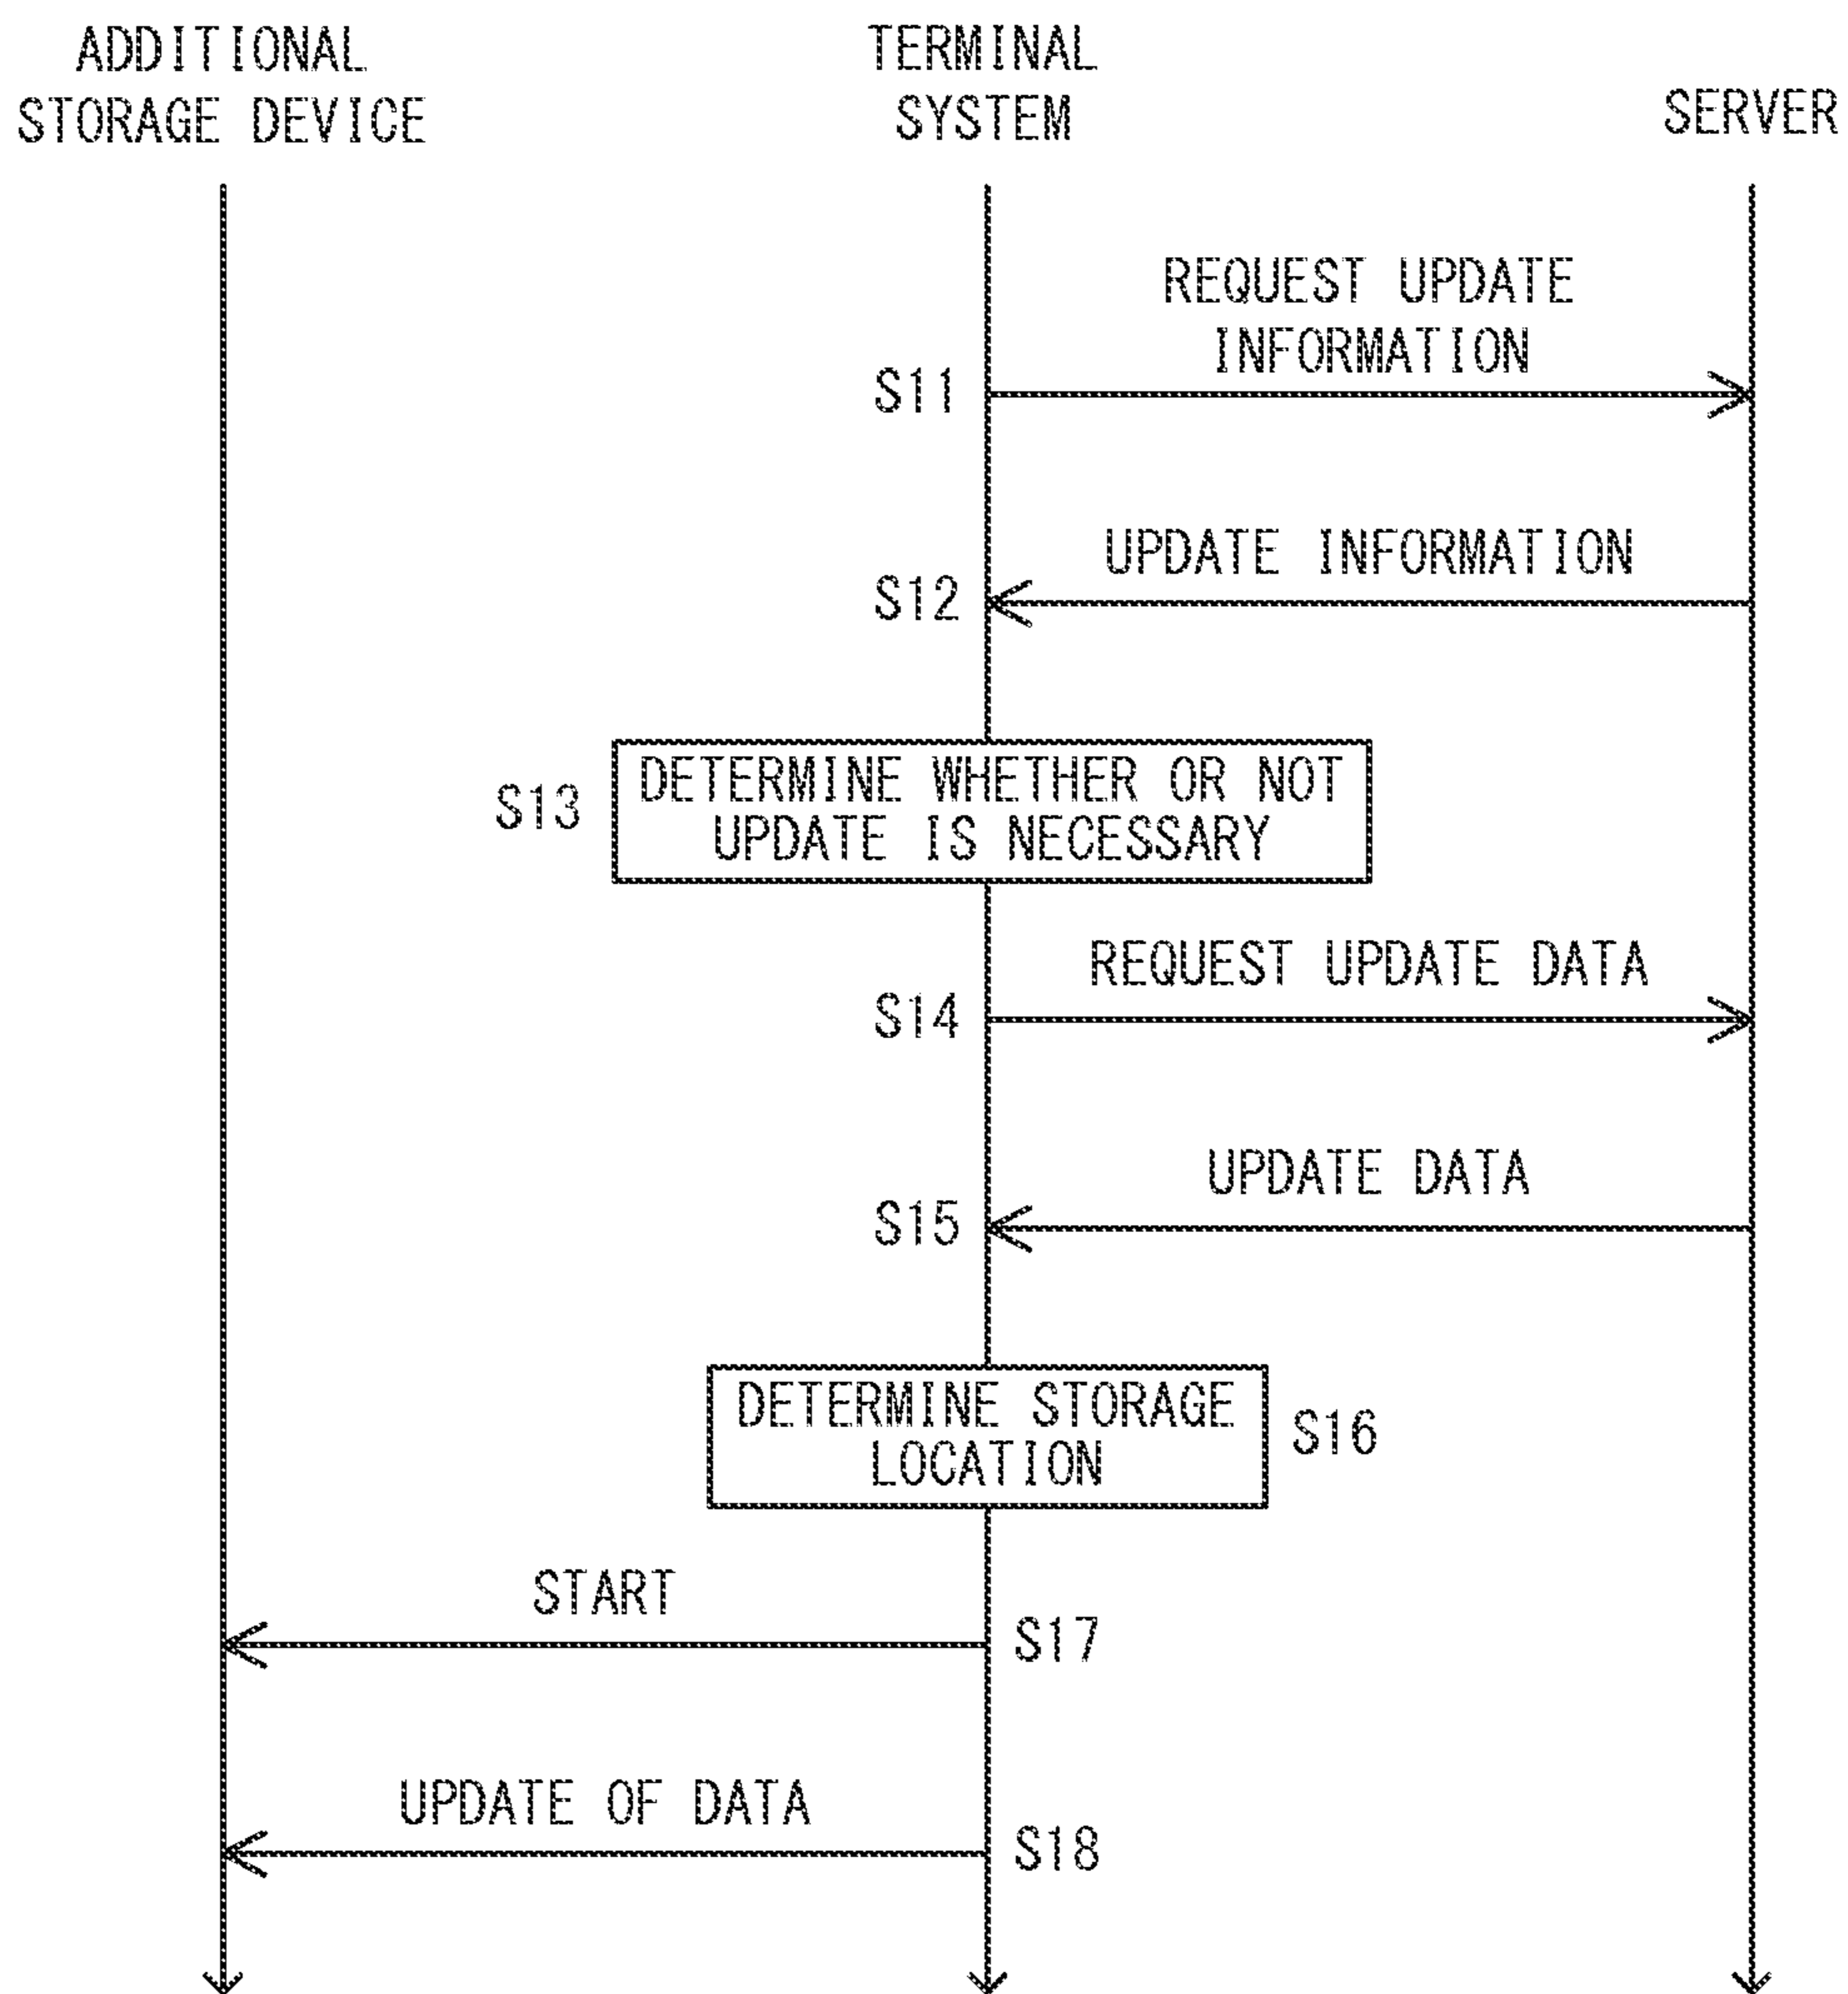 ADDITIONAL
STORAGE DEVICE
TERMINAL
SYSTEM
SERVER
REQUEST UPDATE
INFORMATION
S11
UPDATE INFORMATION
S12
S13
DETERMINE WHETHER OR NOT
UPDATE IS NECESSARY
REQUEST UPDATE DATA
S14
UPDATE DATA
S15
DETERMINE STORAGE
LOCATION
S16
START
S17
UPDATE OF DATA
S18